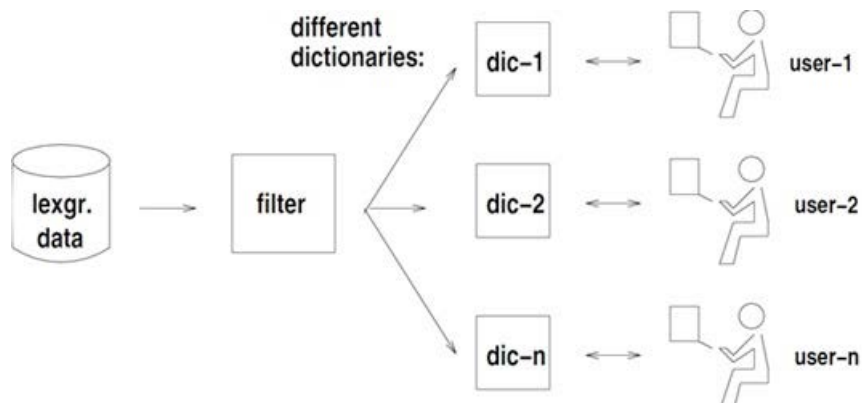 different
dictionaries:
dic–1
user–1
lexgr.
data
filter
dic–2
user–2
dic–n
user–n